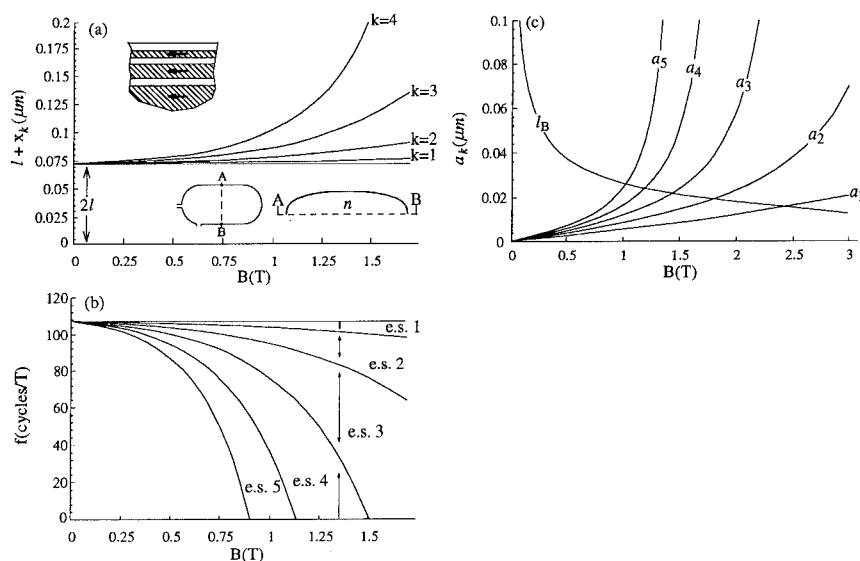 (a)
l + x_k (μm)
0.2
0.175
0.15
0.125
0.1
0.075
0.05
0.025
0
k=4
k=3
k=2
k=1
2l
A
B
A
n
B
0
0.25
0.5
0.75
1
1.25
1.5
B(T)
(b)
f(cycles/T)
120
100
80
60
40
20
0
e.s. 1
e.s. 2
e.s. 3
e.s. 4
e.s. 5
0
0.25
0.5
0.75
1
1.25
1.5
B(T)
(c)
a_k (μm)
0.1
0.08
0.06
0.04
0.02
0
l_B
a_5
a_4
a_3
a_2
a
0
0.5
1
1.5
2
2.5
3
B(T)